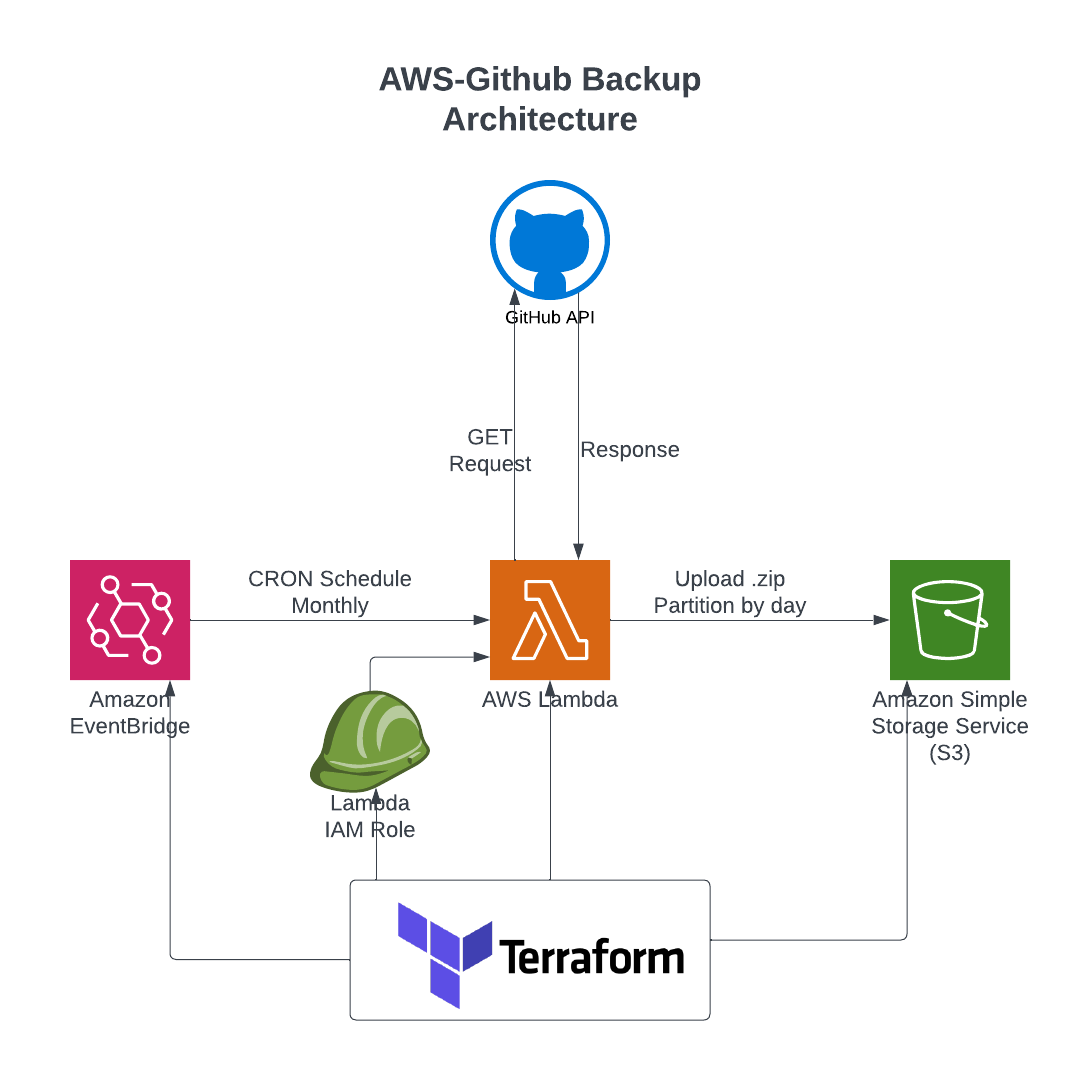 AWS-Github Backup
Architecture
GitHub API
GET
Request
Response
CRON Schedule
Monthly
Upload .zip
Partition by day
Amazon
EventBridge
AWS Lambda
Amazon Simple
Storage Service
(S3)
Lambda
IAM Role
Terraform